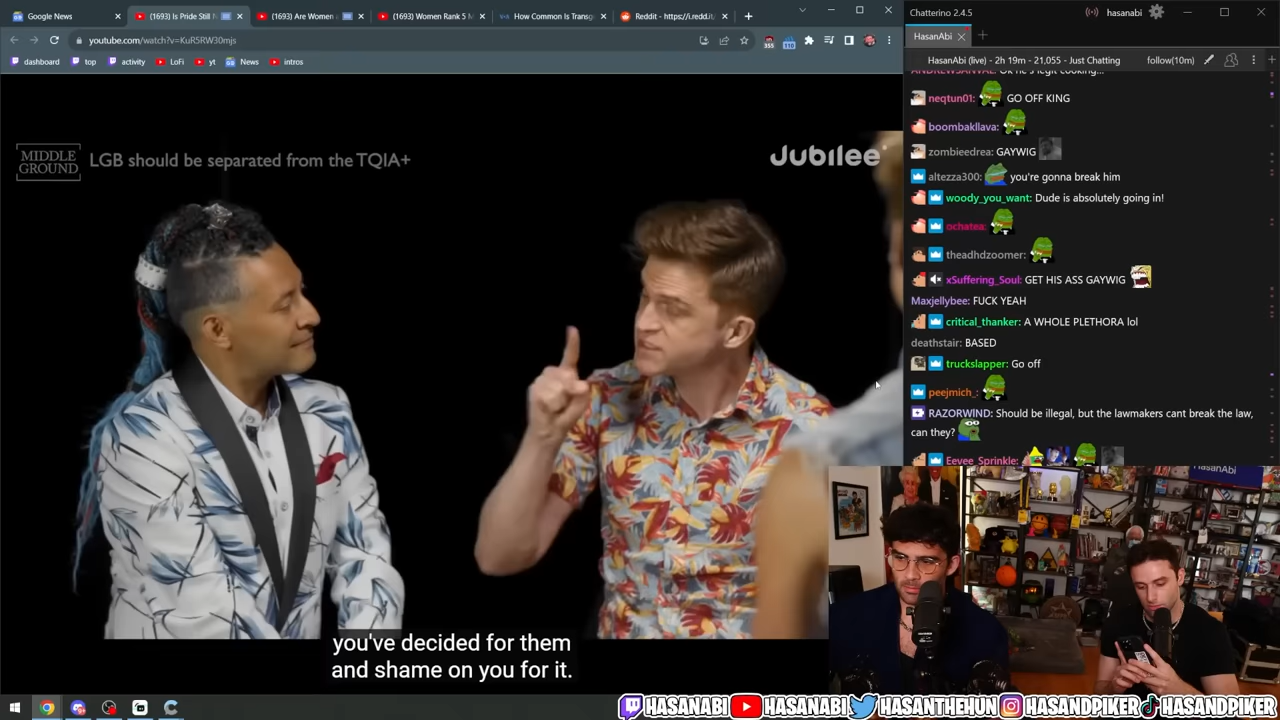 (1693) Is Pride Still N
(1693) Are Women
(1693) Women Rank 5 M
How Common Is Transg
Reddit - https://i.redd.it/
Google News
youtube.com/watch?v=KuR5RW30mjs
dashboard
top
activity
LoFi
yt
News
intros
MIDDLE
GROUND
LGB should be separated from the TQIA+
Jubilee
you've decided for them
and shame on you for it.
Chatterino 2.4.5
hasanabi
HasanAbi
HasanAbi (live) - 2h 19m - 21,055 - Just Chatting
follow(10m)
neqtun01: GO OFF KING
boombakllava:
zombieedrea: GAYWIG
altezza300: you're gonna break him
woody_you_want: Dude is absolutely going in!
ochatea:
theadhdzoomer:
xSuffering_Soul: GET HIS ASS GAYWIG
Maxjellybee: FUCK YEAH
critical_thanker: A WHOLE PLETHORA lol
deathstair: BASED
truckslapper: Go off
peejmich_:
RAZORWIND: Should be illegal, but the lawmakers cant break the law,
can they?
Eevee_Sprinkle:
HasanAbi
HASANABI
HASANABI
HASANTHEHUN
HASANDPIKER
HASANDPIKER